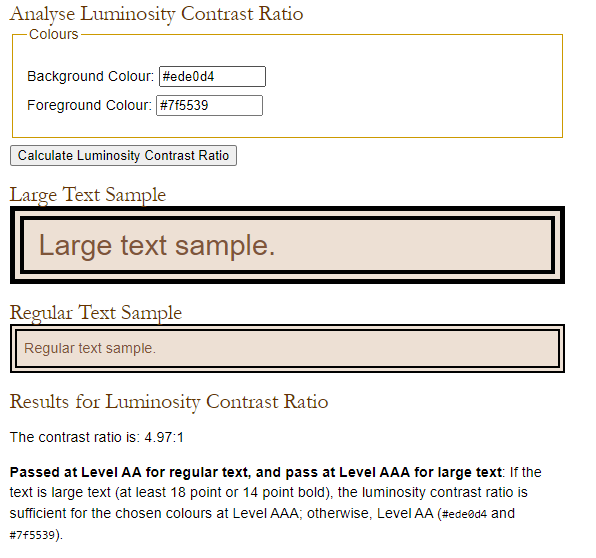 Analyse Luminosity Contrast Ratio
Colours
Background Colour: #ede0d4
Foreground Colour: #7f5539
Calculate Luminosity Contrast Ratio
Large Text Sample
Large text sample.
Regular Text Sample
Regular text sample.
Results for Luminosity Contrast Ratio
The contrast ratio is: 4.97:1
Passed at Level AA for regular text, and pass at Level AAA for large text: If the
text is large text (at least 18 point or 14 point bold), the luminosity contrast ratio is
sufficient for the chosen colours at Level AAA; otherwise, Level AA (#ede0d4 and
#7f5539).